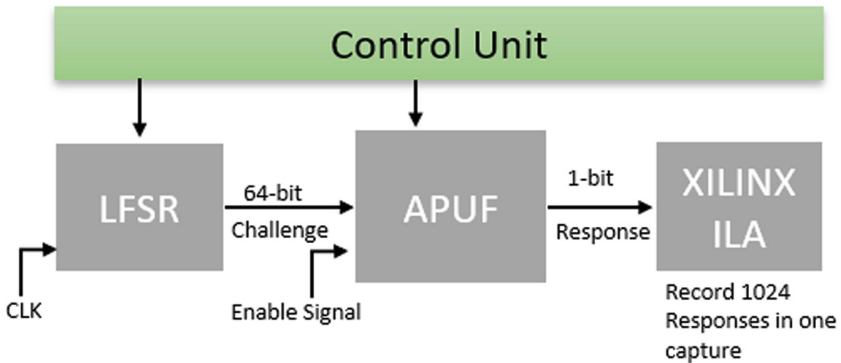 Control Unit
LFSR
64-bit
Challenge
APUF
1-bit
Response
XILINX
ILA
CLK
Enable Signal
Record 1024
Responses in one
capture